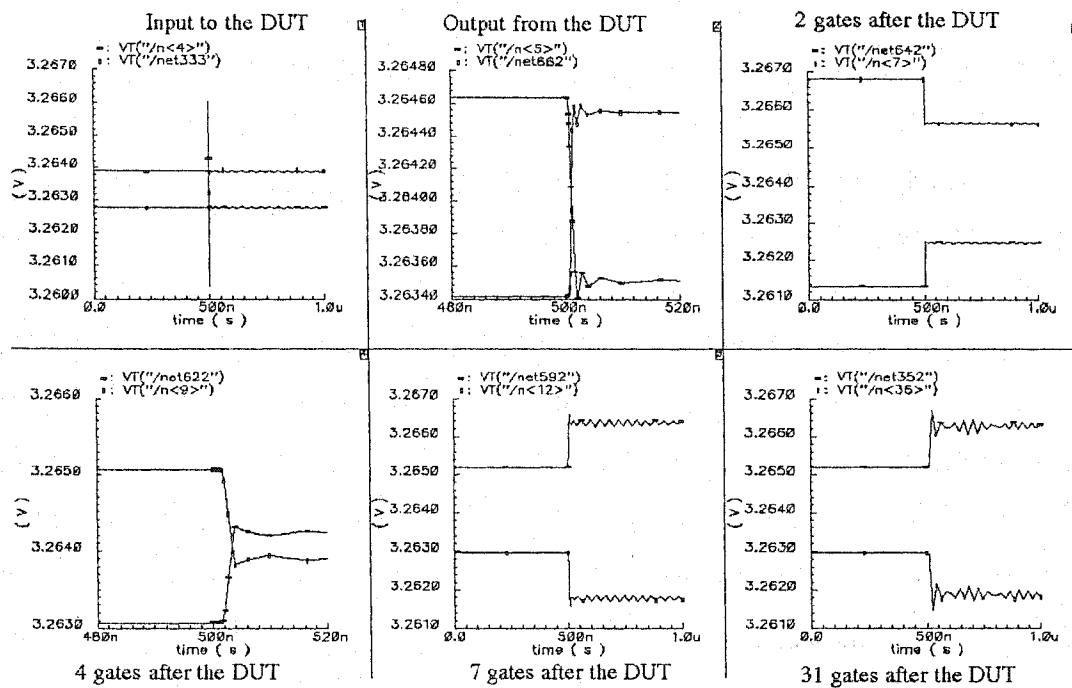 Input to the DUT
Output from the DUT
2 gates after the DUT
-: VT("/n<4>")
ı: VT("/net333")
3.2670
3.2660
3.2650
3.2640
3.2630
3.2620
3.2610
3.2600
(V)
0.0
500n
1.0u
time ( s )
-: VT("/n<5>")
ı: VT("/net662")
3.26480
3.26460
3.26440
3.26420
3.26400
3.26380
3.26360
3.26340
(V)
480n
500n
520n
time ( s )
-: VT("/net642")
ı: VT("/n<7>")
3.2670
3.2660
3.2650
3.2640
3.2630
3.2620
3.2610
(V)
0.0
500n
1.0u
time ( s )
-: VT("/net622")
ı: VT("/n<9>")
3.2660
3.2650
3.2640
3.2630
(V)
480n
500n
520n
time ( s )
4 gates after the DUT
-: VT("/net592")
ı: VT("/n<12>")
3.2670
3.2660
3.2650
3.2640
3.2630
3.2620
3.2610
(V)
0.0
500n
1.0u
time ( s )
7 gates after the DUT
-: VT("/net352")
ı: VT("/n<36>")
3.2670
3.2660
3.2650
3.2640
3.2630
3.2620
3.2610
(V)
0.0
500n
1.0u
time ( s )
31 gates after the DUT